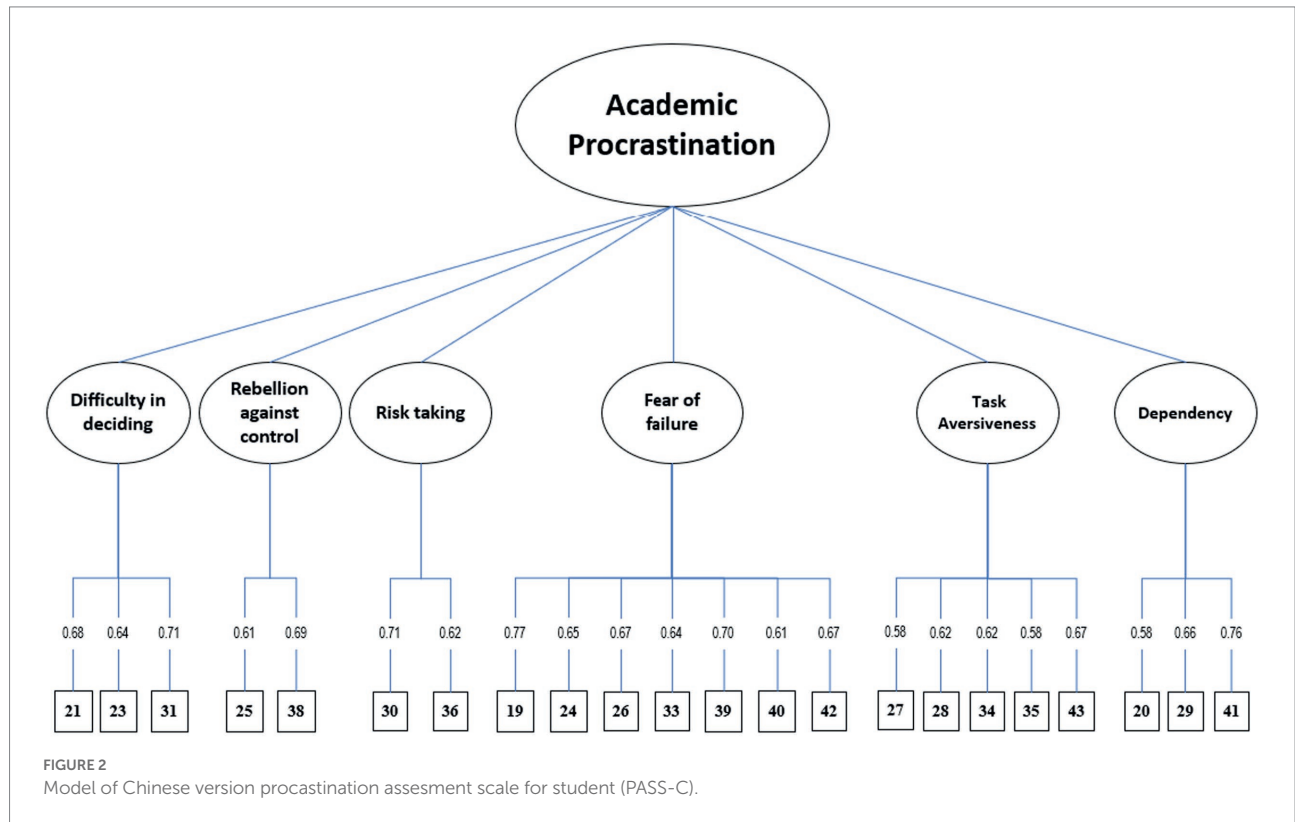 Academic
Procrastination
Difficulty in
deciding
Rebellion
against
control
Risk taking
Fear of
failure
Task
Aversiveness
Dependency
0.68 0.64 0.71 0.61 0.69 0.71 0.62 0.77 0.65 0.67 0.64 0.70 0.61 0.67 0.58 0.62 0.62 0.58 0.67 0.58 0.66 0.76
21 23 31 25 38 30 36 19 24 26 33 39 40 42 27 28 34 35 43 20 29 41
FIGURE 2
Model of Chinese version procastination assesment scale for student (PASS-C).